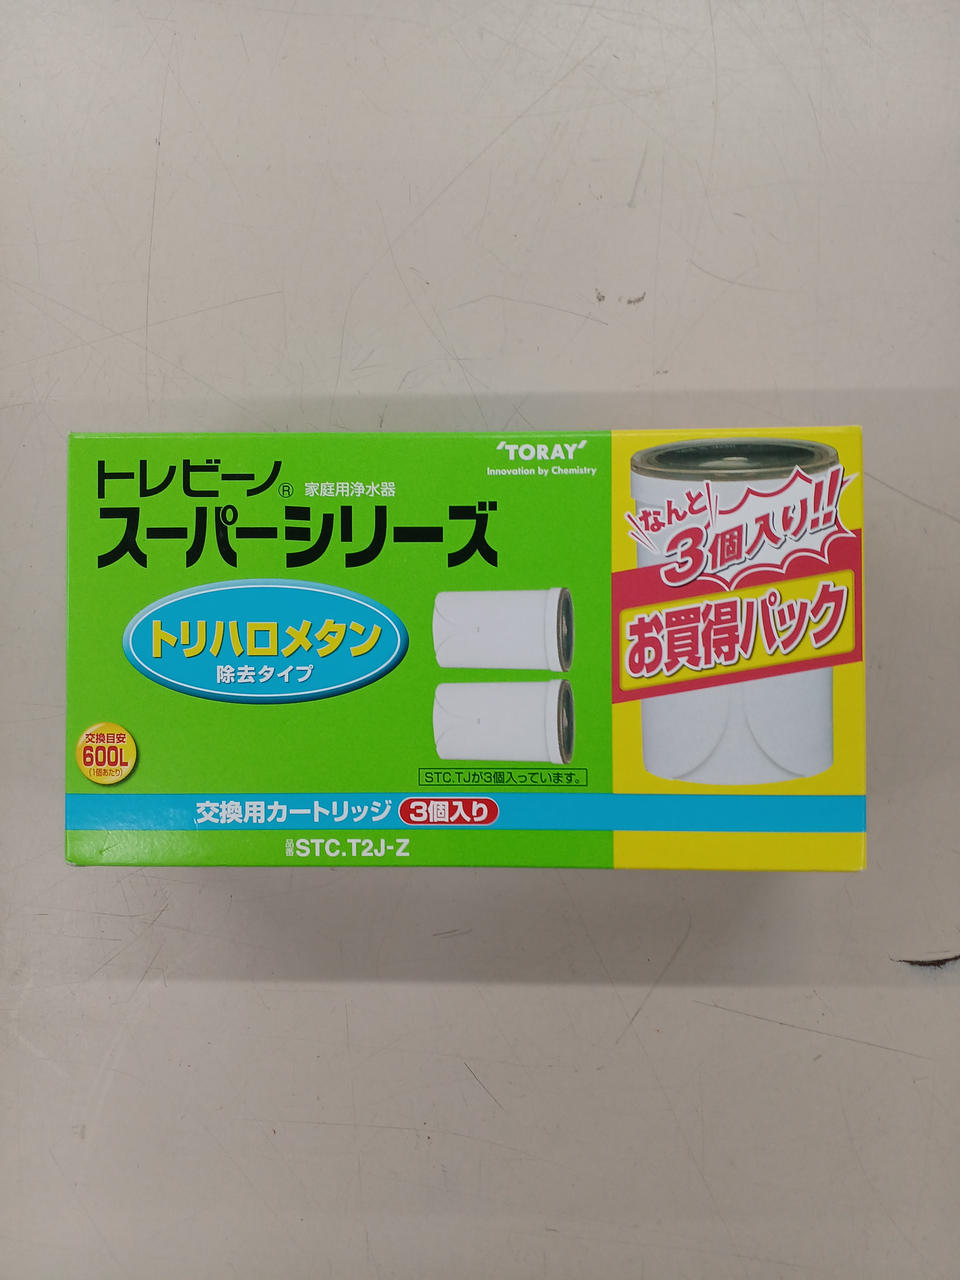 トレビーノ® 家庭用浄水器
スーパーシリーズ
'TORAY'
Innovation by Chemistry
トリハロメタン
除去タイプ
交換目安
600L
(1個あたり)
STC.TJが3個入っています。
なんと
3個入り!!
お買得パック
交換用カートリッジ 3個入り
品番 STC.T2J-Z